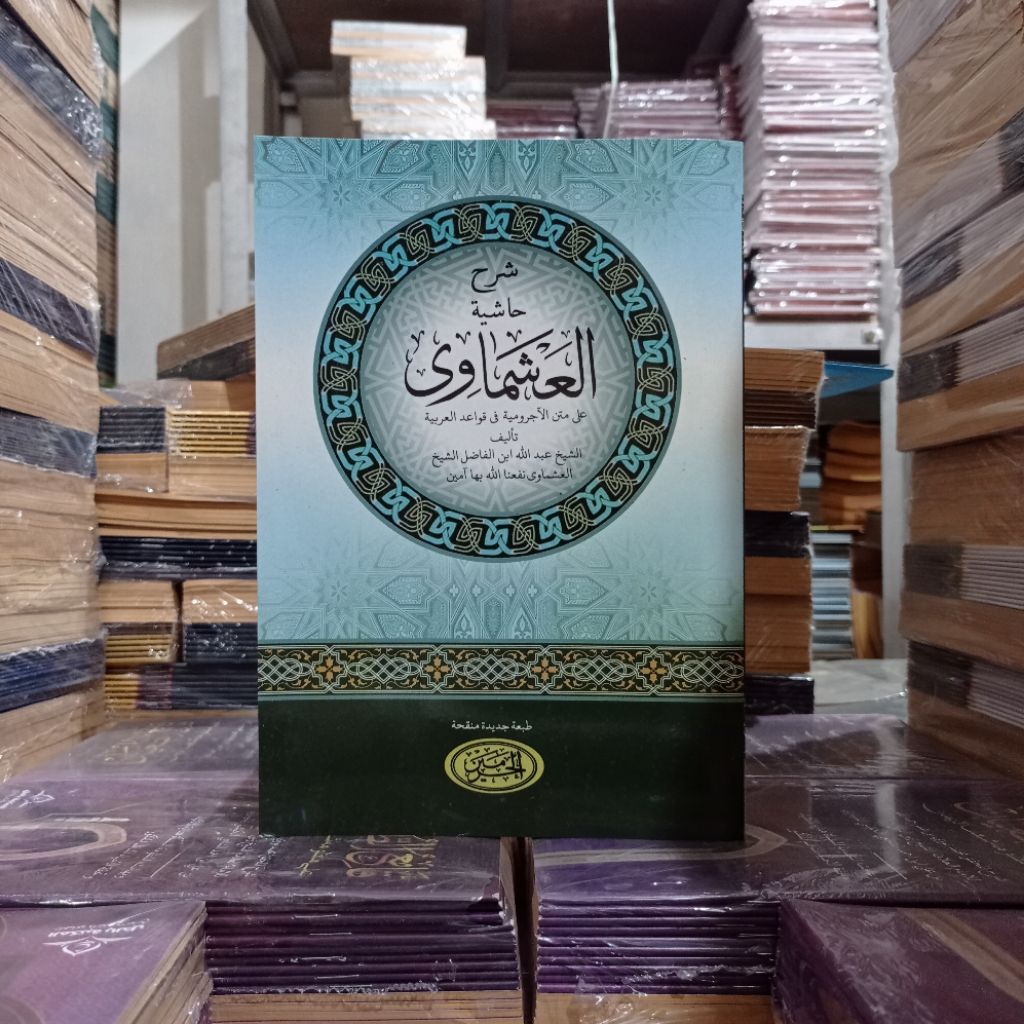 شرح
حاشية
العشماوى
على متن الآجرومية فى قواعد العربية
تأليف
الشيخ عبد الله ابن الفاضل الشيخ
العشماوى نفعنا الله بها آمين
طبعة جديدة منقحة
الحرمين